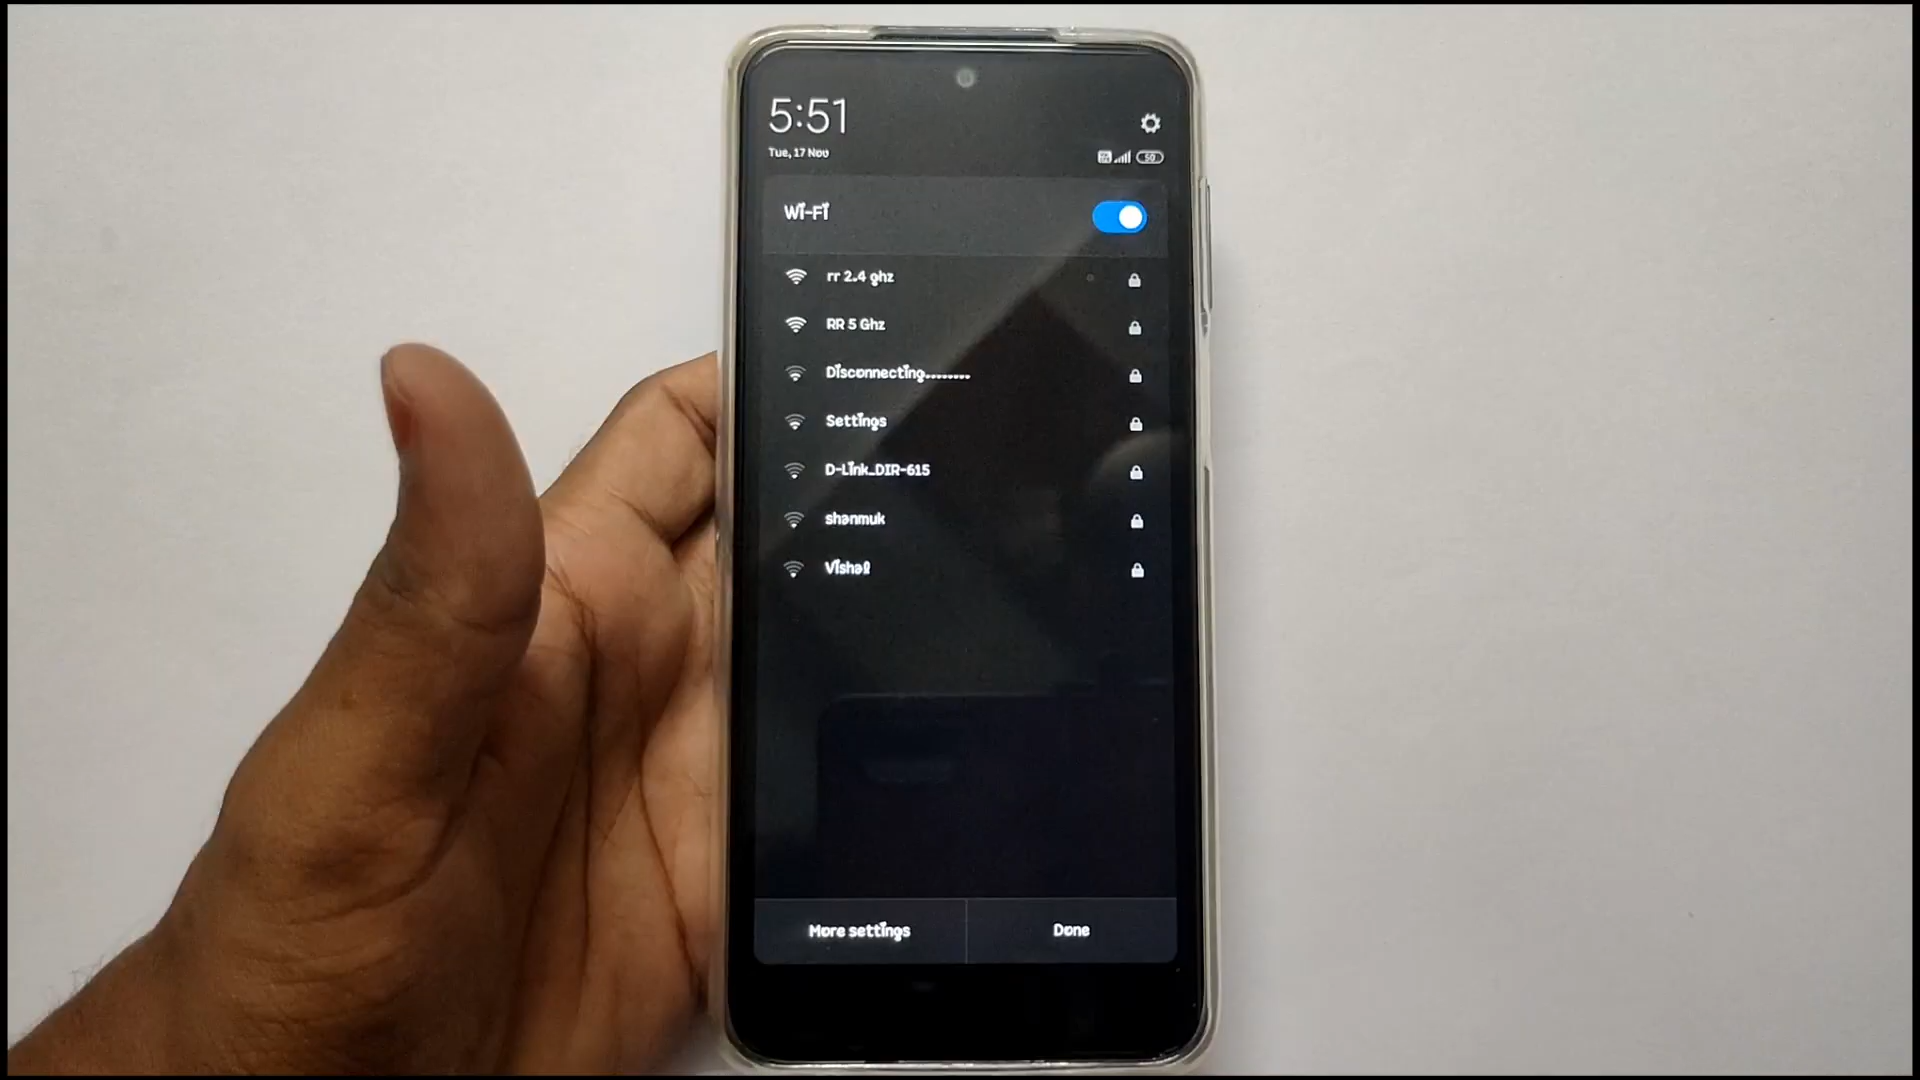 5:51
Tue, 17 Nov
50
Wi-Fi
rr 2.4 ghz
RR 5 Ghz
Disconnecting........
Settings
D-Link_DIR-615
shanmuk
Vishal
More settings
Done